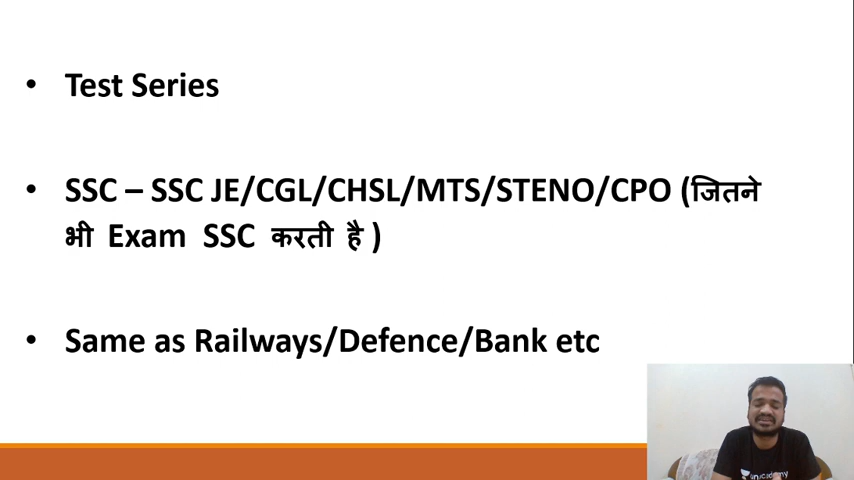 • Test Series
• SSC – SSC JE/CGL/CHSL/MTS/STENO/CPO (जितने
भी Exam SSC करती है )
• Same as Railways/Defence/Bank etc
unacademy